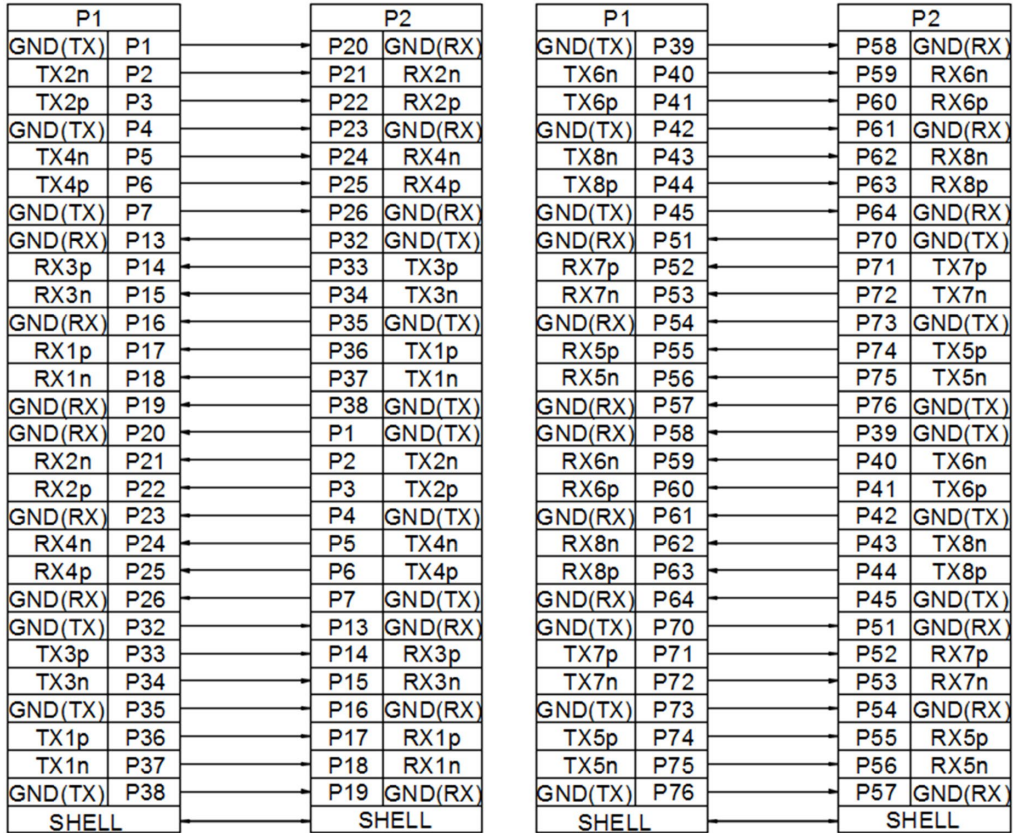 P1 P2 P1 P2
GND(TX) P1 P20 GND(RX) GND(TX) P39 P58 GND(RX)
TX2n P2 P21 RX2n TX6n P40 P59 RX6n
TX2p P3 P22 RX2p TX6p P41 P60 RX6p
GND(TX) P4 P23 GND(RX) GND(TX) P42 P61 GND(RX)
TX4n P5 P24 RX4n TX8n P43 P62 RX8n
TX4p P6 P25 RX4p TX8p P44 P63 RX8p
GND(TX) P7 P26 GND(RX) GND(TX) P45 P64 GND(RX)
GND(RX) P13 P32 GND(TX) GND(RX) P51 P70 GND(TX)
RX3p P14 P33 TX3p RX7p P52 P71 TX7p
RX3n P15 P34 TX3n RX7n P53 P72 TX7n
GND(RX) P16 P35 GND(TX) GND(RX) P54 P73 GND(TX)
RX1p P17 P36 TX1p RX5p P55 P74 TX5p
RX1n P18 P37 TX1n RX5n P56 P75 TX5n
GND(RX) P19 P38 GND(TX) GND(RX) P57 P76 GND(TX)
GND(RX) P20 P1 GND(TX) GND(RX) P58 P39 GND(TX)
RX2n P21 P2 TX2n RX6n P59 P40 TX6n
RX2p P22 P3 TX2p RX6p P60 P41 TX6p
GND(RX) P23 P4 GND(TX) GND(RX) P61 P42 GND(TX)
RX4n P24 P5 TX4n RX8n P62 P43 TX8n
RX4p P25 P6 TX4p RX8p P63 P44 TX8p
GND(RX) P26 P7 GND(TX) GND(RX) P64 P45 GND(TX)
GND(TX) P32 P13 GND(RX) GND(TX) P70 P51 GND(RX)
TX3p P33 P14 RX3p TX7p P71 P52 RX7p
TX3n P34 P15 RX3n TX7n P72 P53 RX7n
GND(TX) P35 P16 GND(RX) GND(TX) P73 P54 GND(RX)
TX1p P36 P17 RX1p TX5p P74 P55 RX5p
TX1n P37 P18 RX1n TX5n P75 P56 RX5n
GND(TX) P38 P19 GND(RX) GND(TX) P76 P57 GND(RX)
SHELL SHELL SHELL SHELL